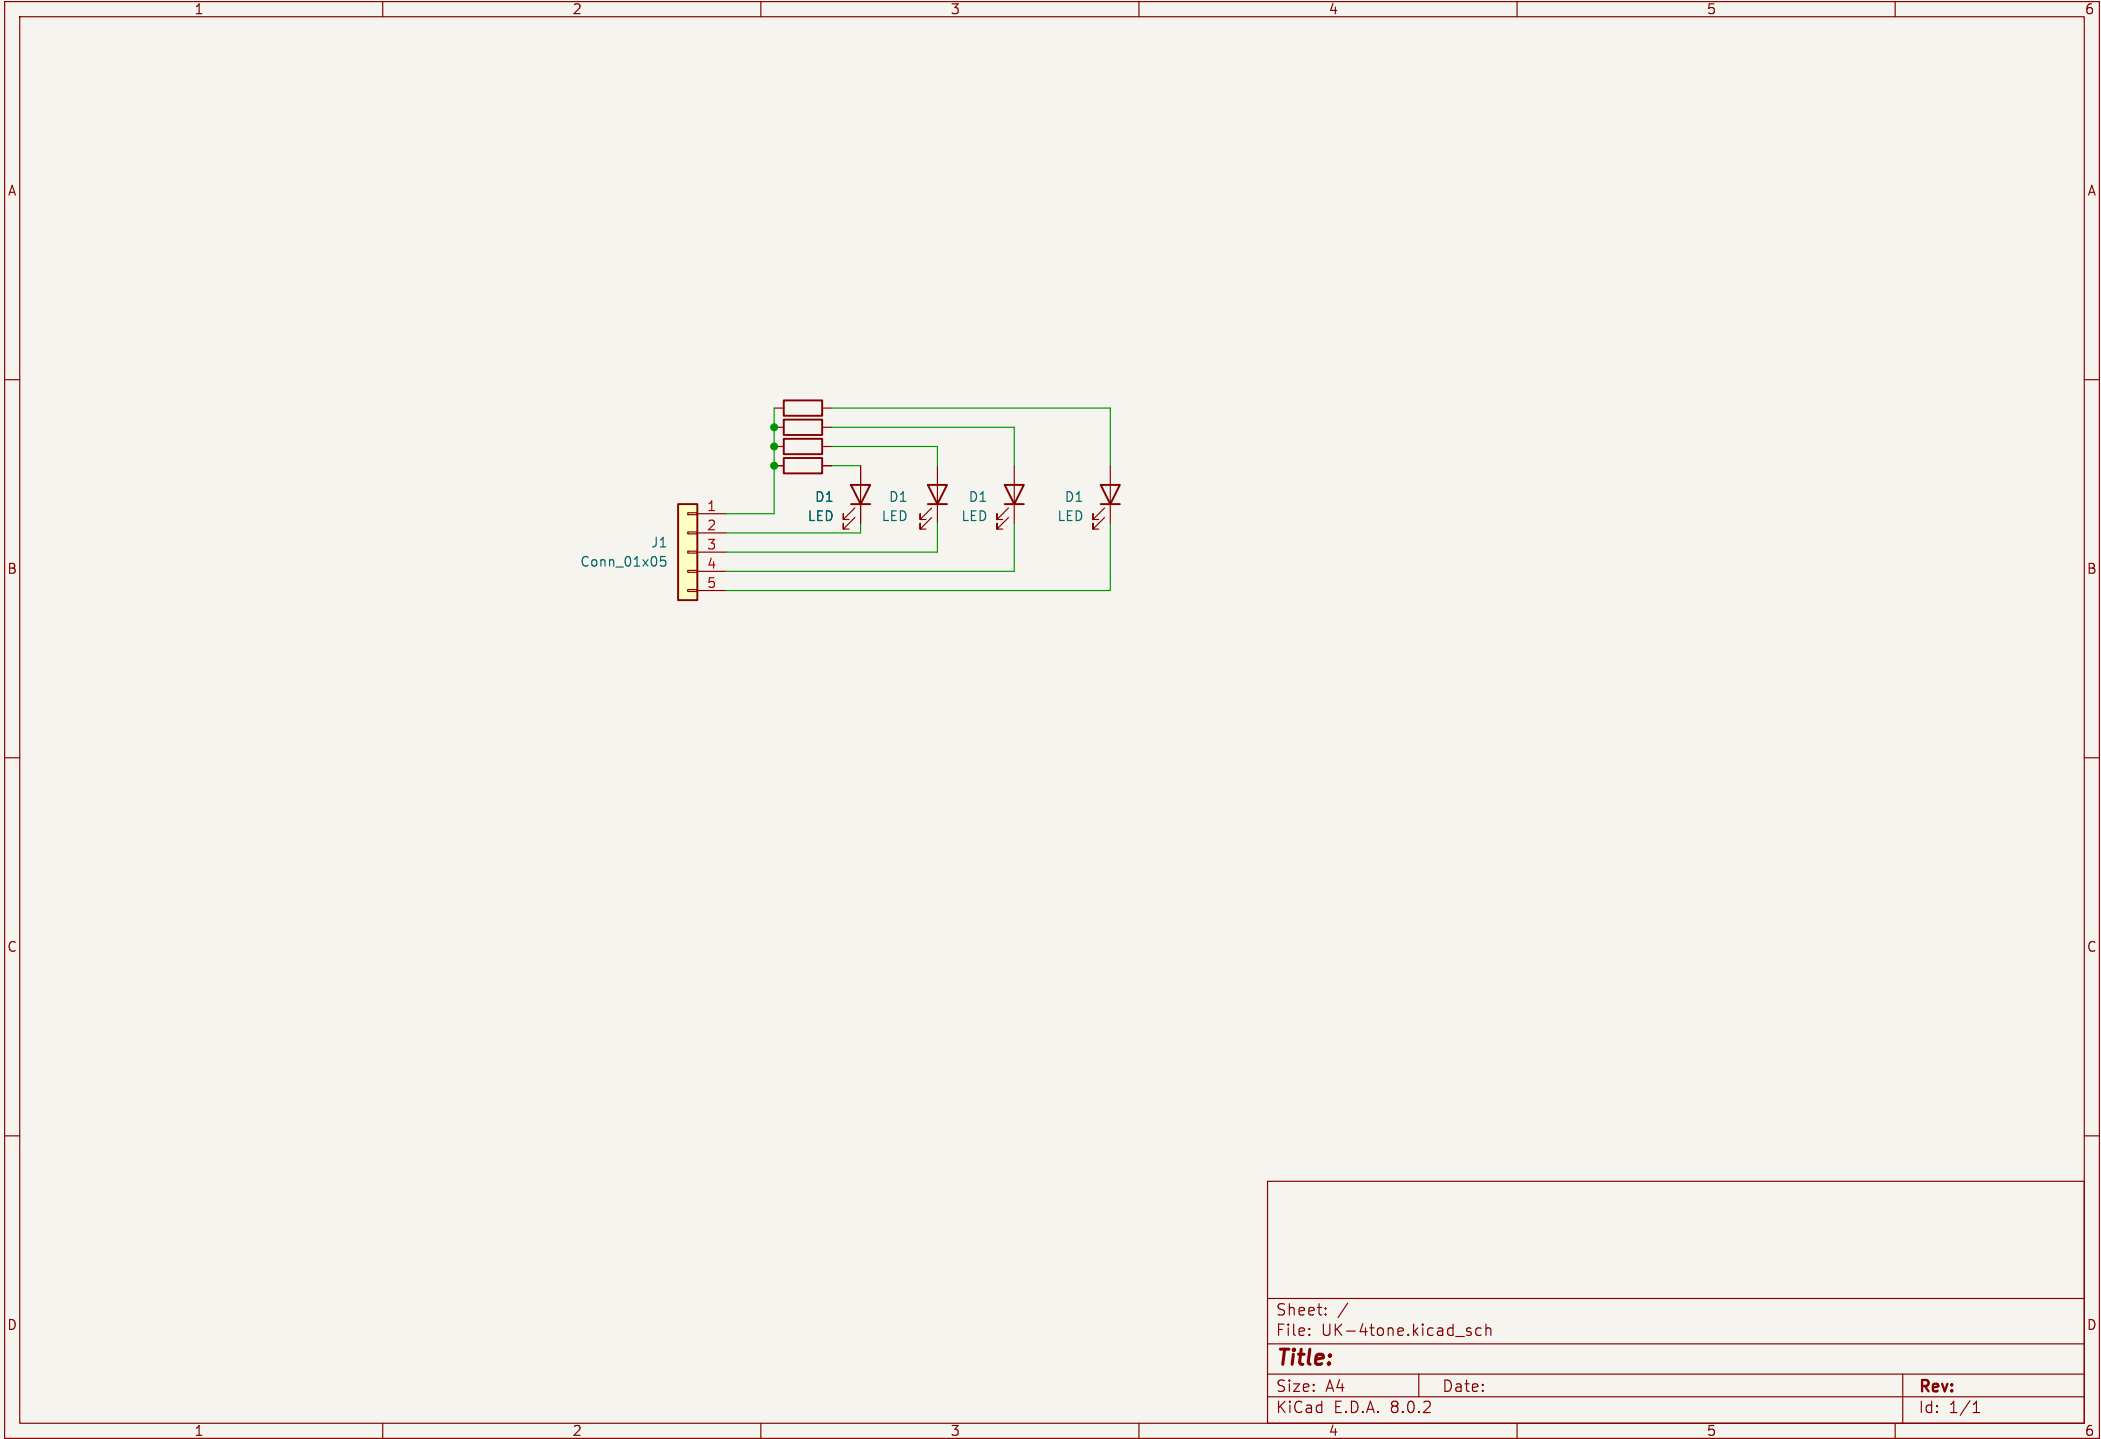 1 2 3 4 5 6
A A
D1 D1 D1 D1
LED LED LED LED
1
2
3
4
5
J1
Conn_01x05
B B
C C
Sheet: /
File: UK-4tone.kicad_sch
D D
Title:
Size: A4 Date: Rev:
KiCad E.D.A. 8.0.2 Id: 1/1
1 2 3 4 5 6